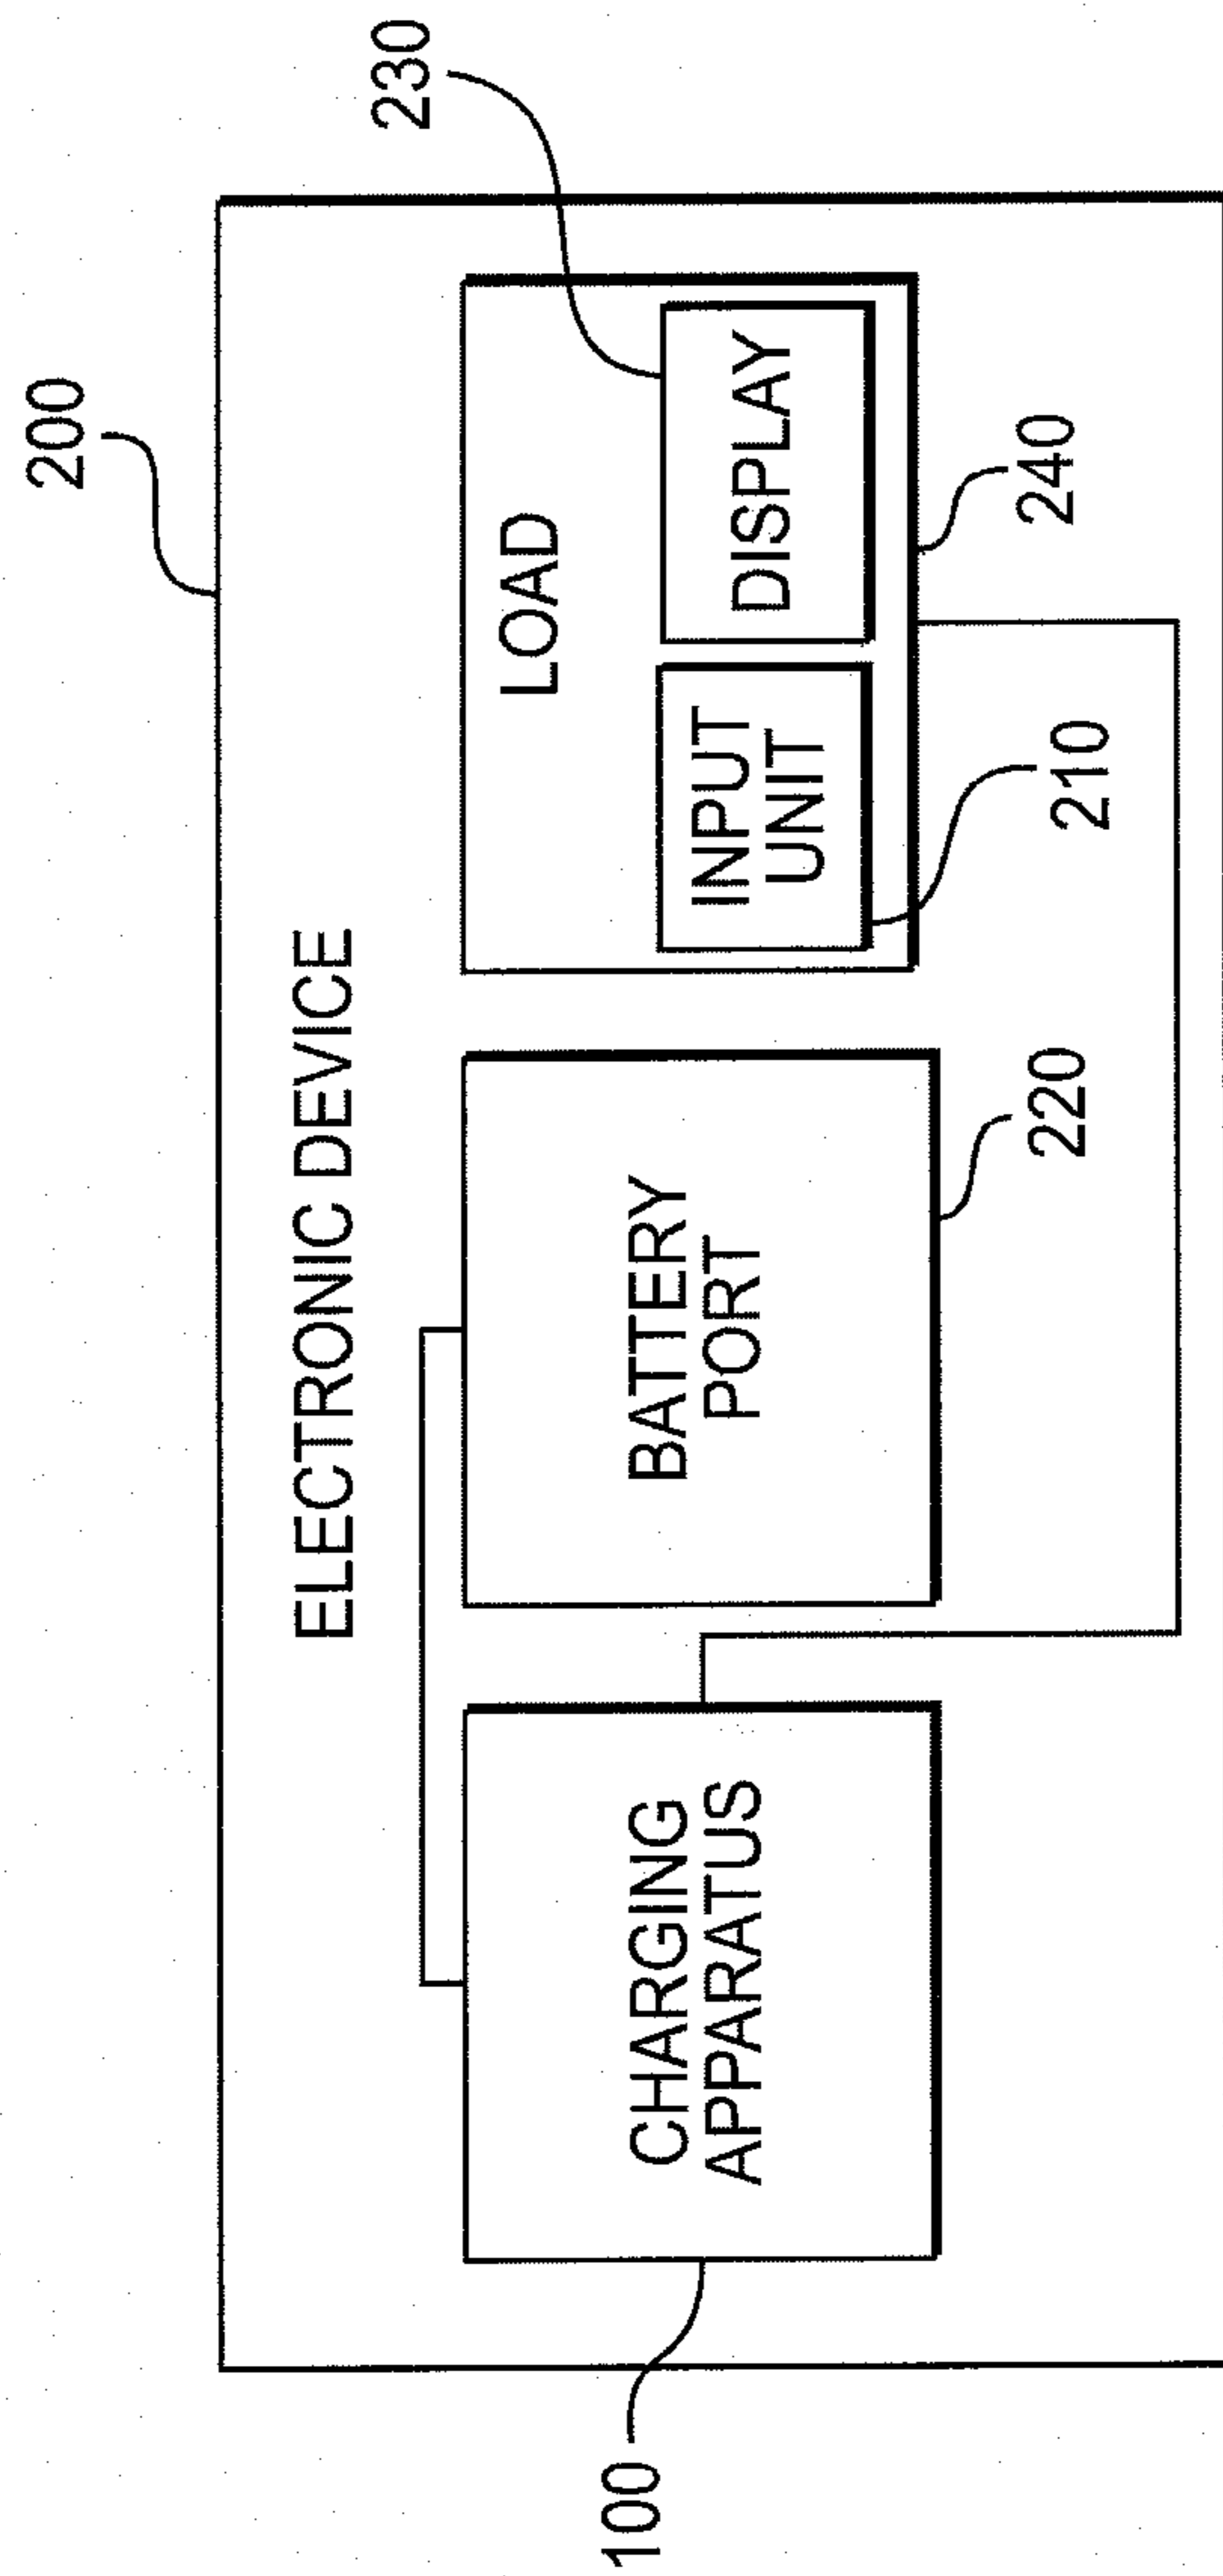 200
230
ELECTRONIC DEVICE
LOAD
CHARGING
APPARATUS
BATTERY
PORT
INPUT
UNIT
DISPLAY
100
220
210
240